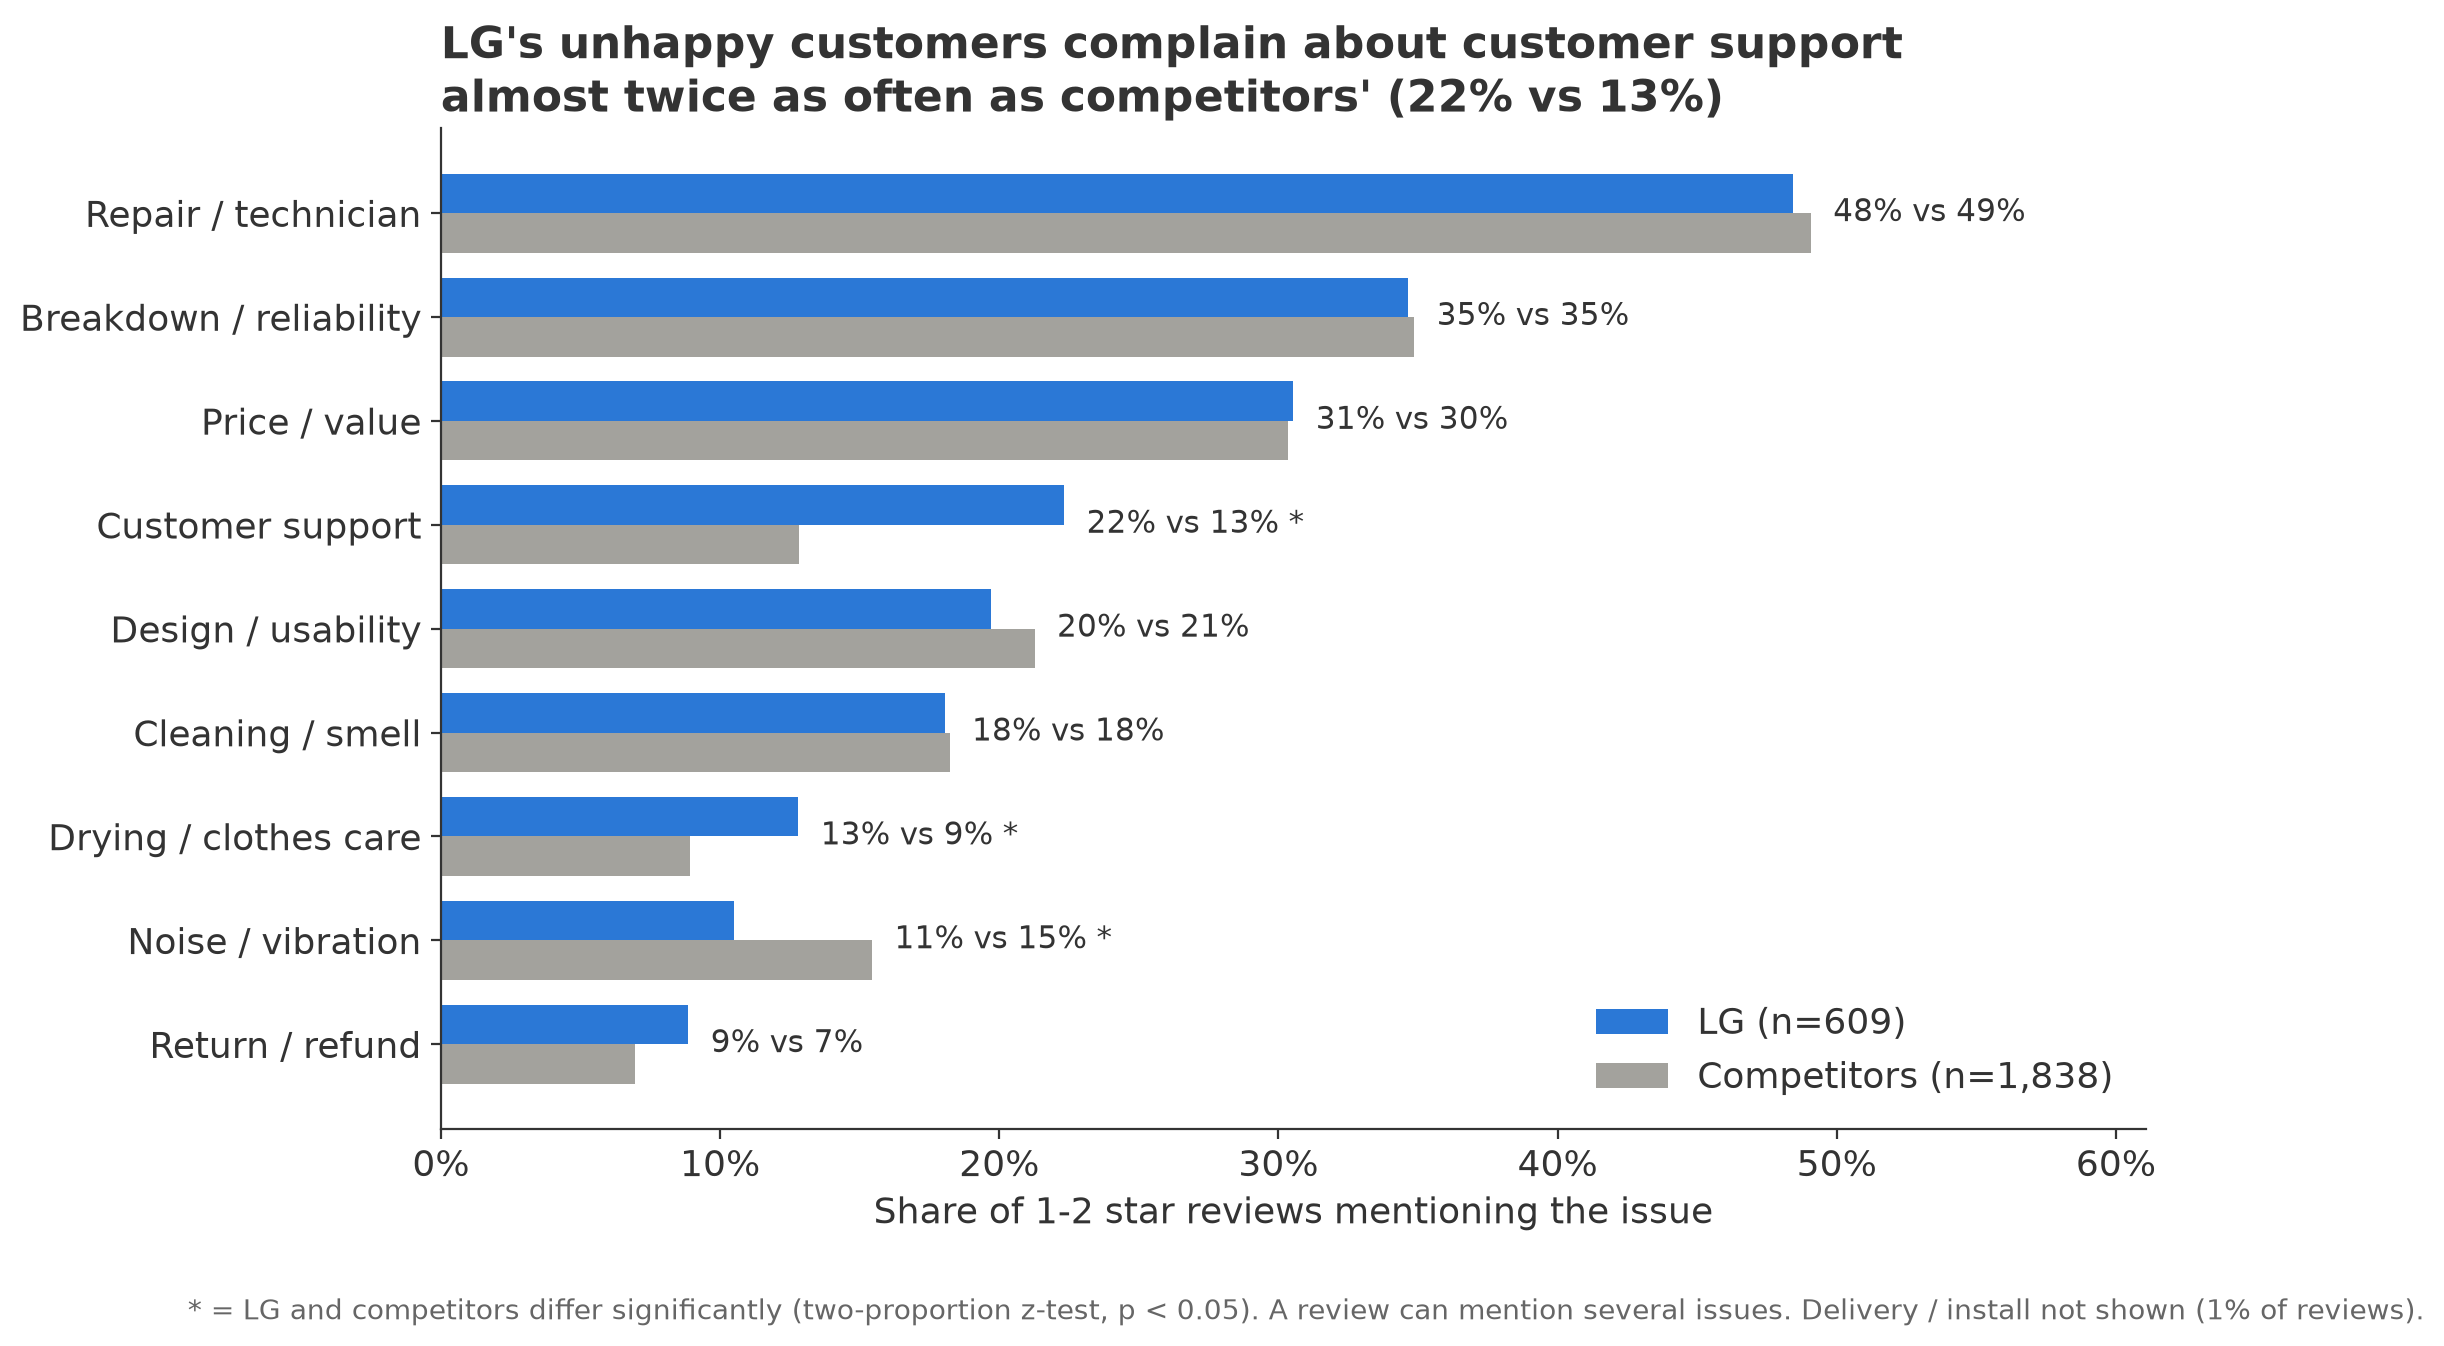 LG's unhappy customers complain about customer support
almost twice as often as competitors' (22% vs 13%)
Repair / technician
48% vs 49%
Breakdown / reliability
35% vs 35%
Price / value
31% vs 30%
Customer support
22% vs 13% *
Design / usability
20% vs 21%
Cleaning / smell
18% vs 18%
Drying / clothes care
13% vs 9% *
Noise / vibration
11% vs 15% *
Return / refund
9% vs 7%
LG (n=609)
Competitors (n=1,838)
0% 10% 20% 30% 40% 50% 60%
Share of 1-2 star reviews mentioning the issue
* = LG and competitors differ significantly (two-proportion z-test, p < 0.05). A review can mention several issues. Delivery / install not shown (1% of reviews).